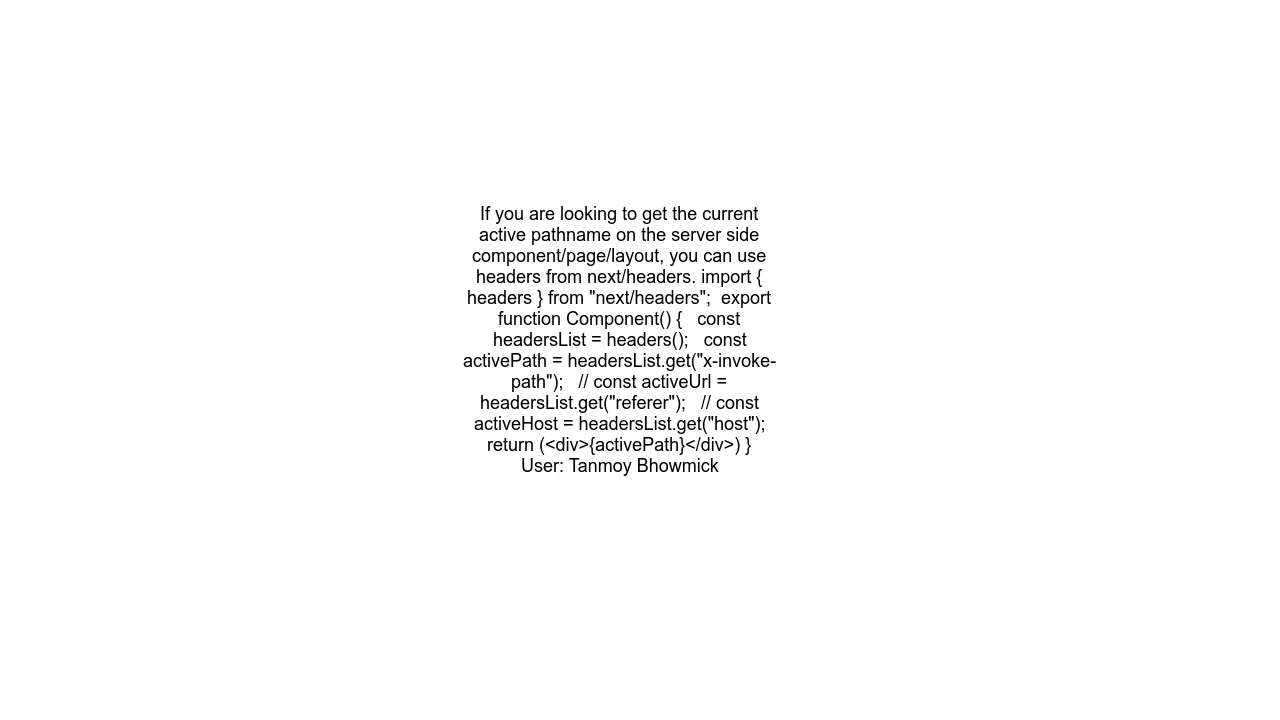 If you are looking to get the current
active pathname on the server side
component/page/layout, you can use
headers from next/headers. import {
headers } from "next/headers";  export
function Component() {   const
headersList = headers();   const
activePath = headersList.get("x-invoke-
path");   // const activeUrl =
headersList.get("referer");   // const
activeHost = headersList.get("host");
return (<div>{activePath}</div>) }
User: Tanmoy Bhowmick